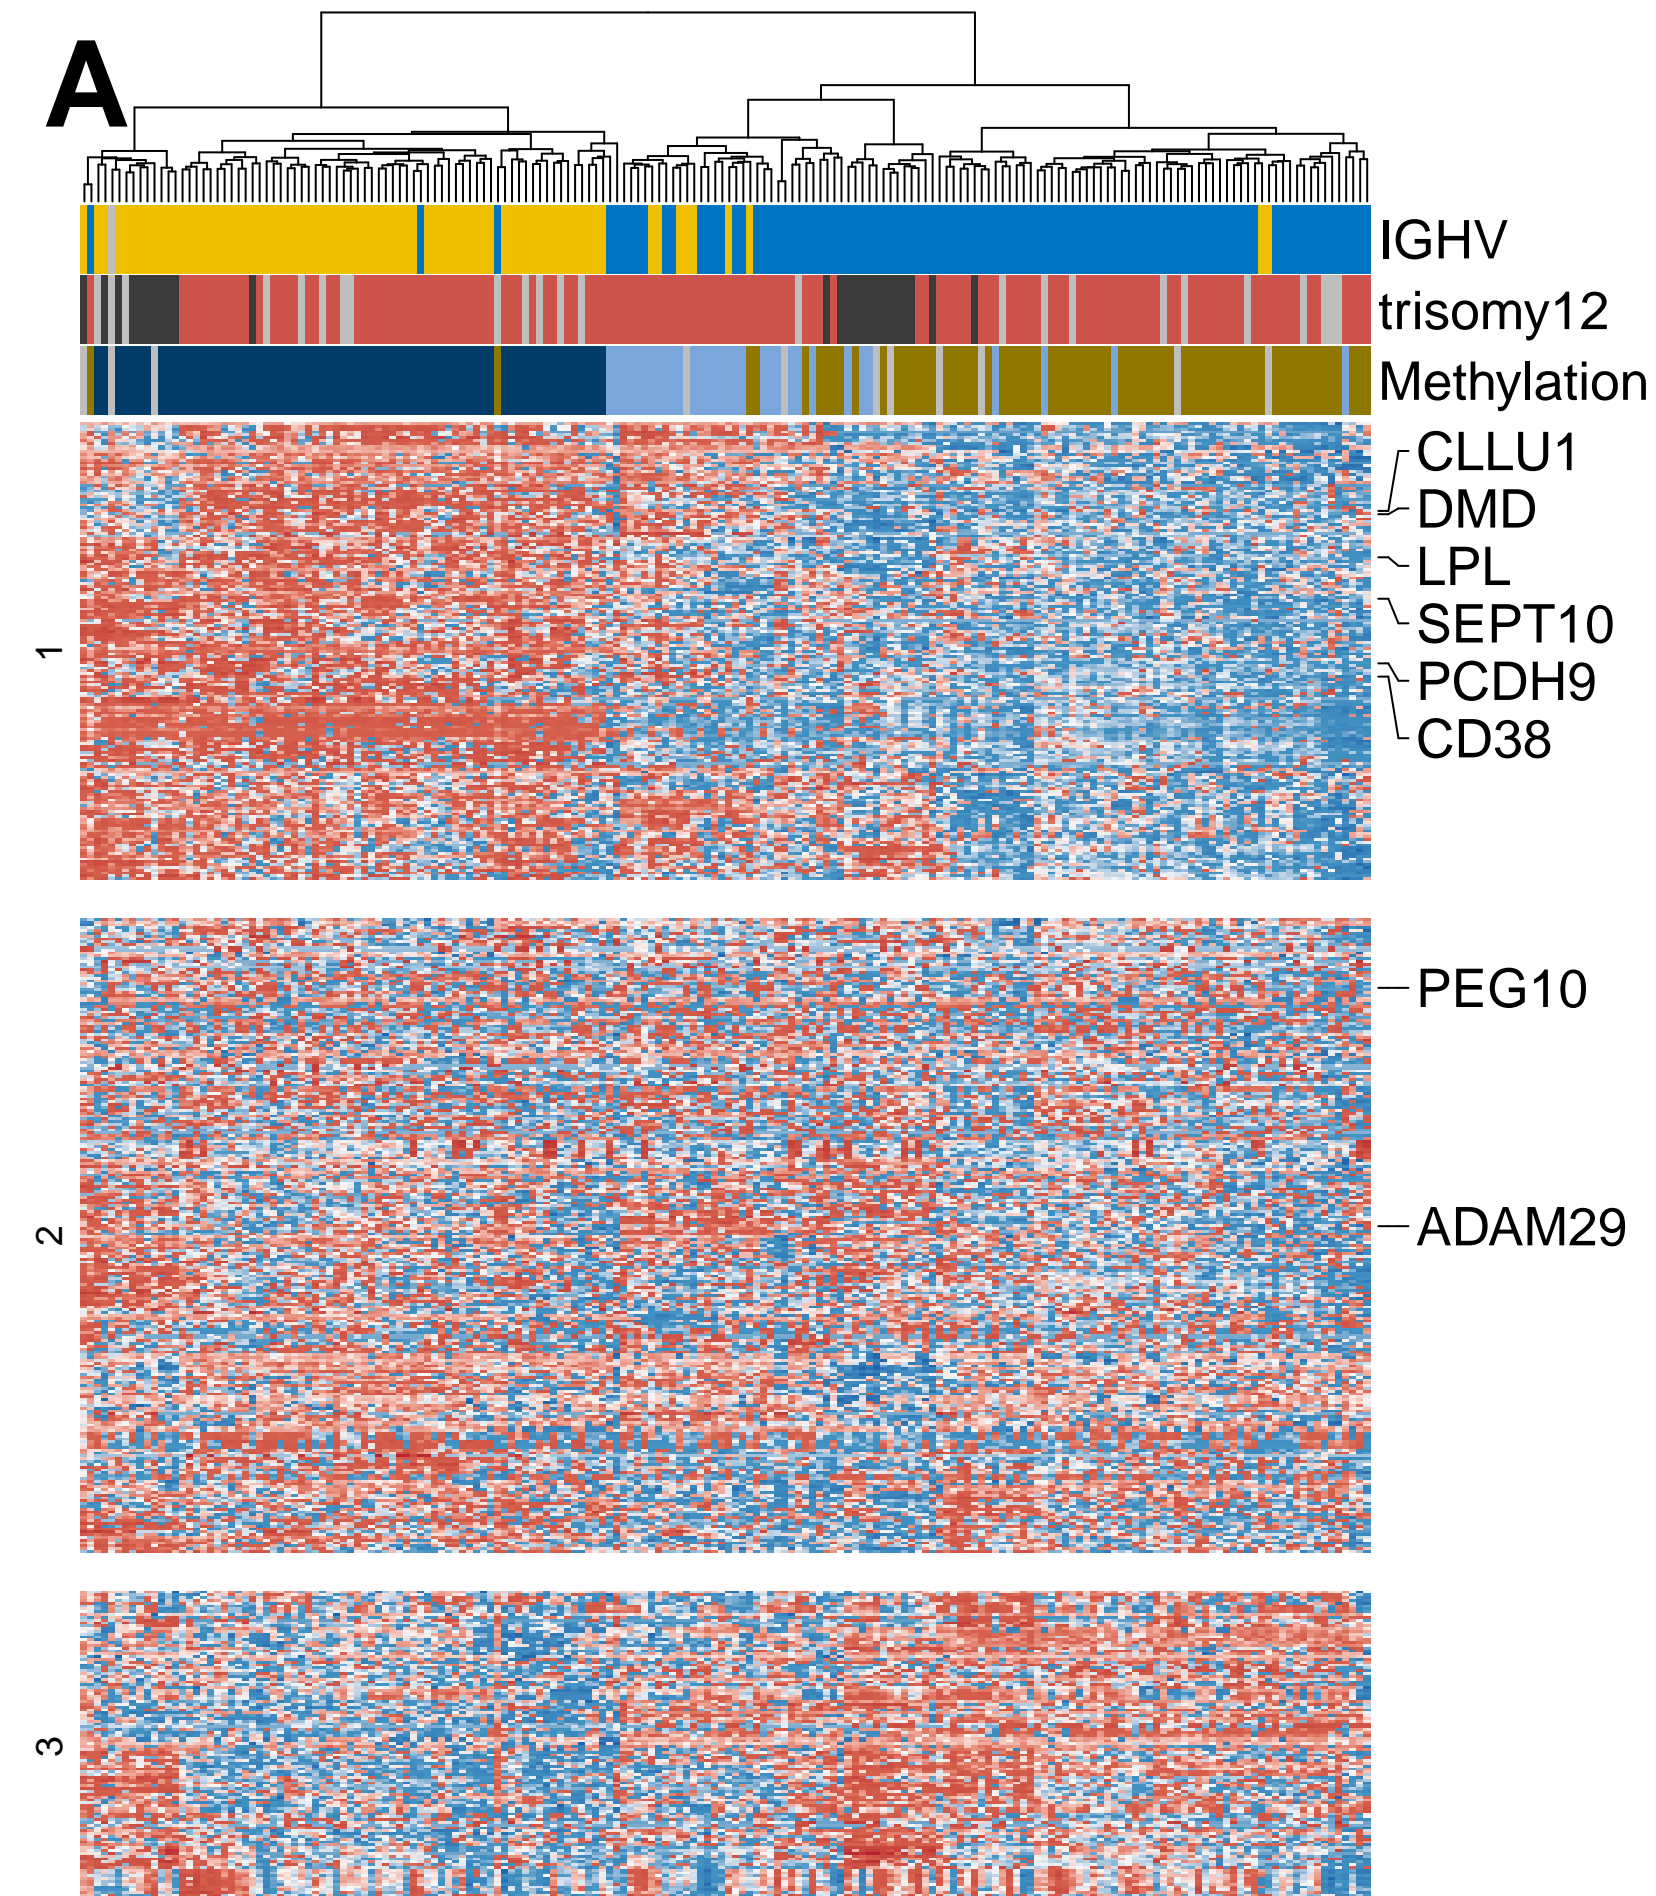 A
IGHV
trisomy12
Methylation
CLLU1
DMD
LPL
SEPT10
PCDH9
CD38
1
PEG10
ADAM29
2
3